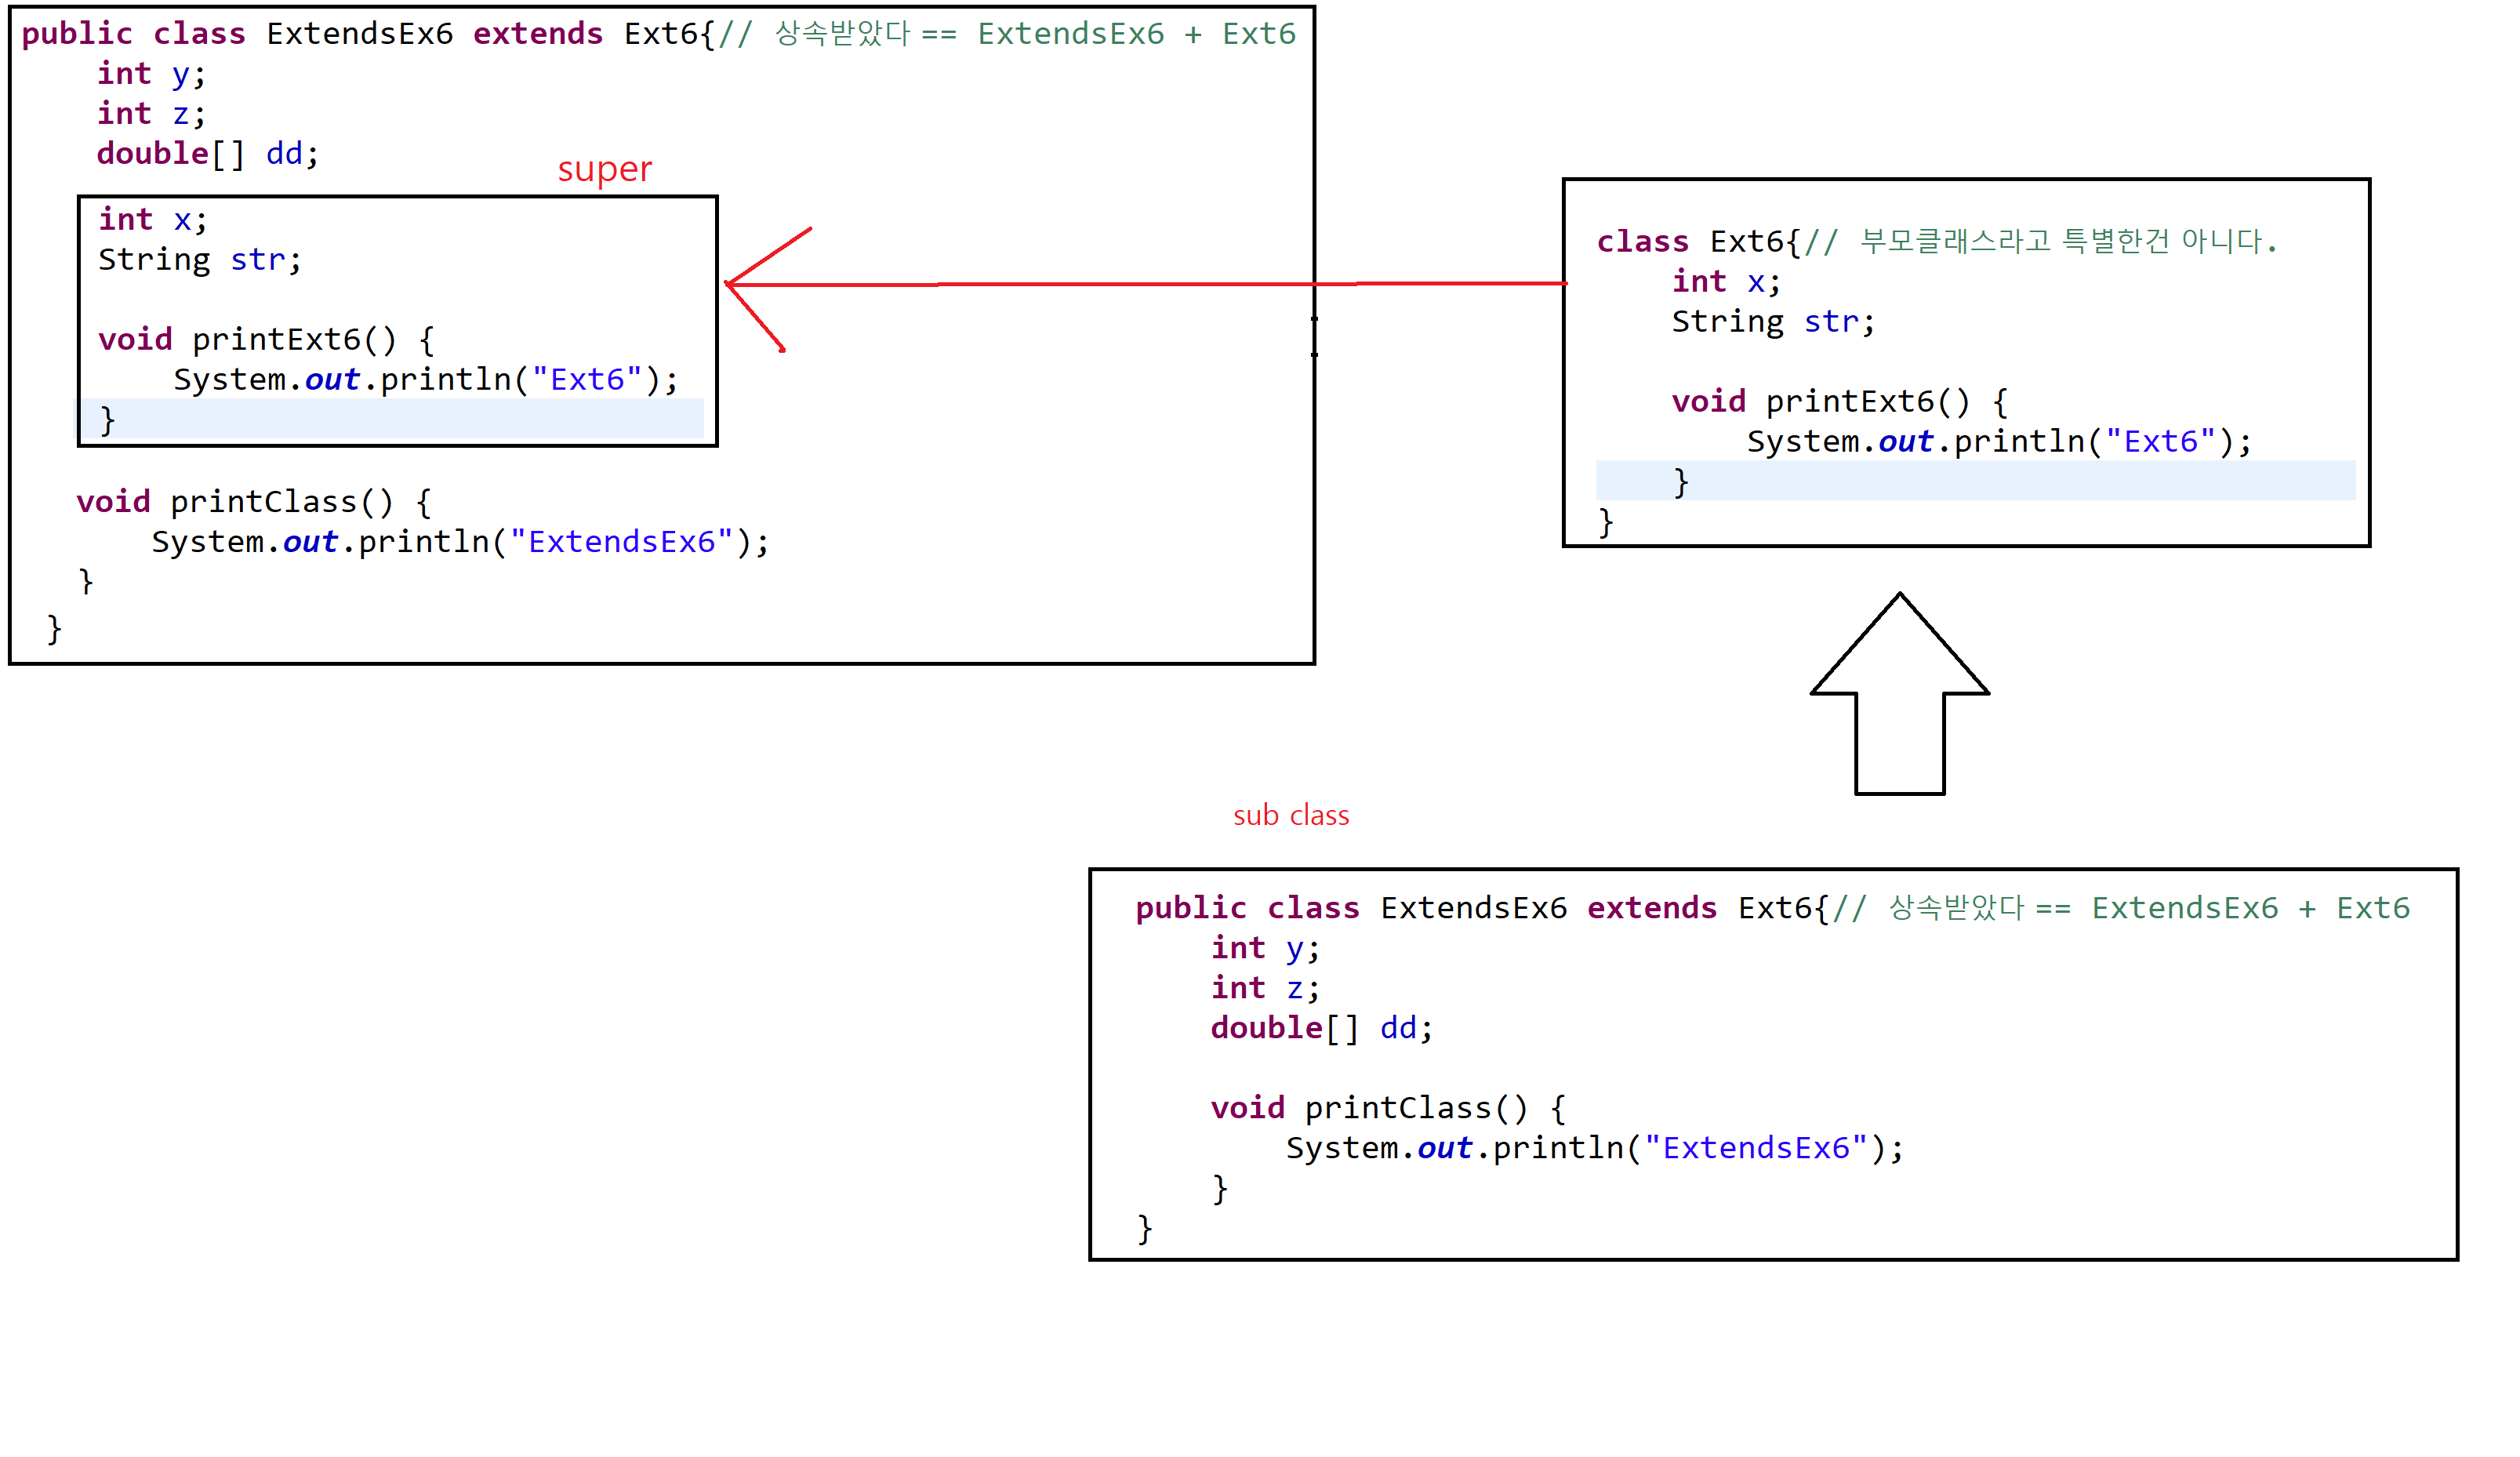 public class ExtendsEx6 extends Ext6{// 상속받았다 == ExtendsEx6 + Ext6
int y;
int z;
double[] dd;
super
int x;
String str;
void printExt6() {
System.out.println("Ext6");
}
void printClass() {
System.out.println("ExtendsEx6");
}
}
class Ext6{// 부모클래스라고 특별한건 아니다.
int x;
String str;
void printExt6() {
System.out.println("Ext6");
}
}
sub class
public class ExtendsEx6 extends Ext6{// 상속받았다 == ExtendsEx6 + Ext6
int y;
int z;
double[] dd;
void printClass() {
System.out.println("ExtendsEx6");
}
}